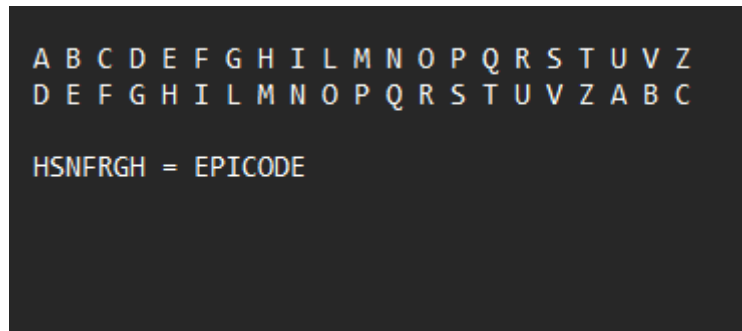 A B C D E F G H I L M N O P Q R S T U V Z
D E F G H I L M N O P Q R S T U V Z A B C
HSNFRGH = EPICODE